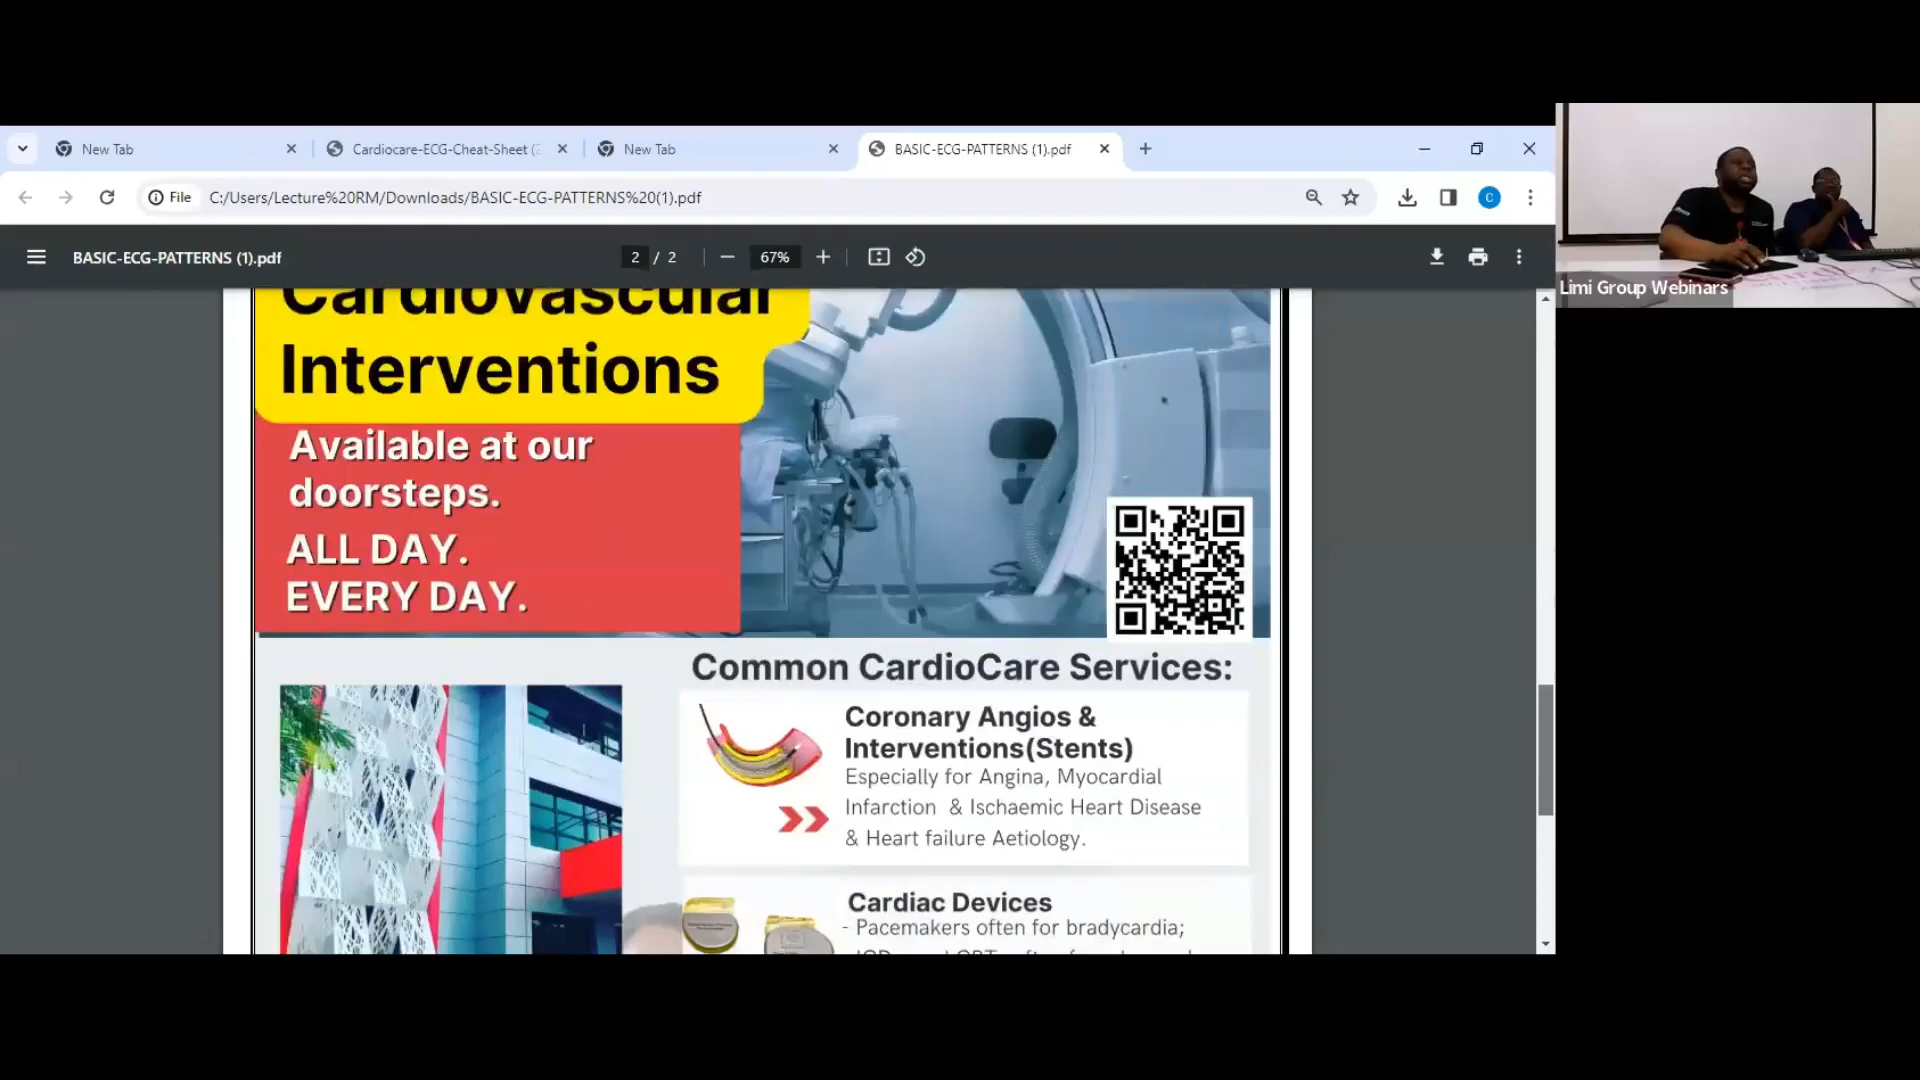 New Tab
Cardiocare-ECG-Cheat-Sheet (
New Tab
BASIC-ECG-PATTERNS (1).pdf
File
C:/Users/Lecture%20RM/Downloads/BASIC-ECG-PATTERNS%20(1).pdf
C
BASIC-ECG-PATTERNS (1).pdf
2 / 2
67%
Limi Group Webinars
Cardiovascular
Interventions
Available at our
doorsteps.
ALL DAY.
EVERY DAY.
Common CardioCare Services:
Coronary Angios &
Interventions(Stents)
Especially for Angina, Myocardial
Infarction & Ischaemic Heart Disease
& Heart failure Aetiology.
Cardiac Devices
- Pacemakers often for bradycardia;